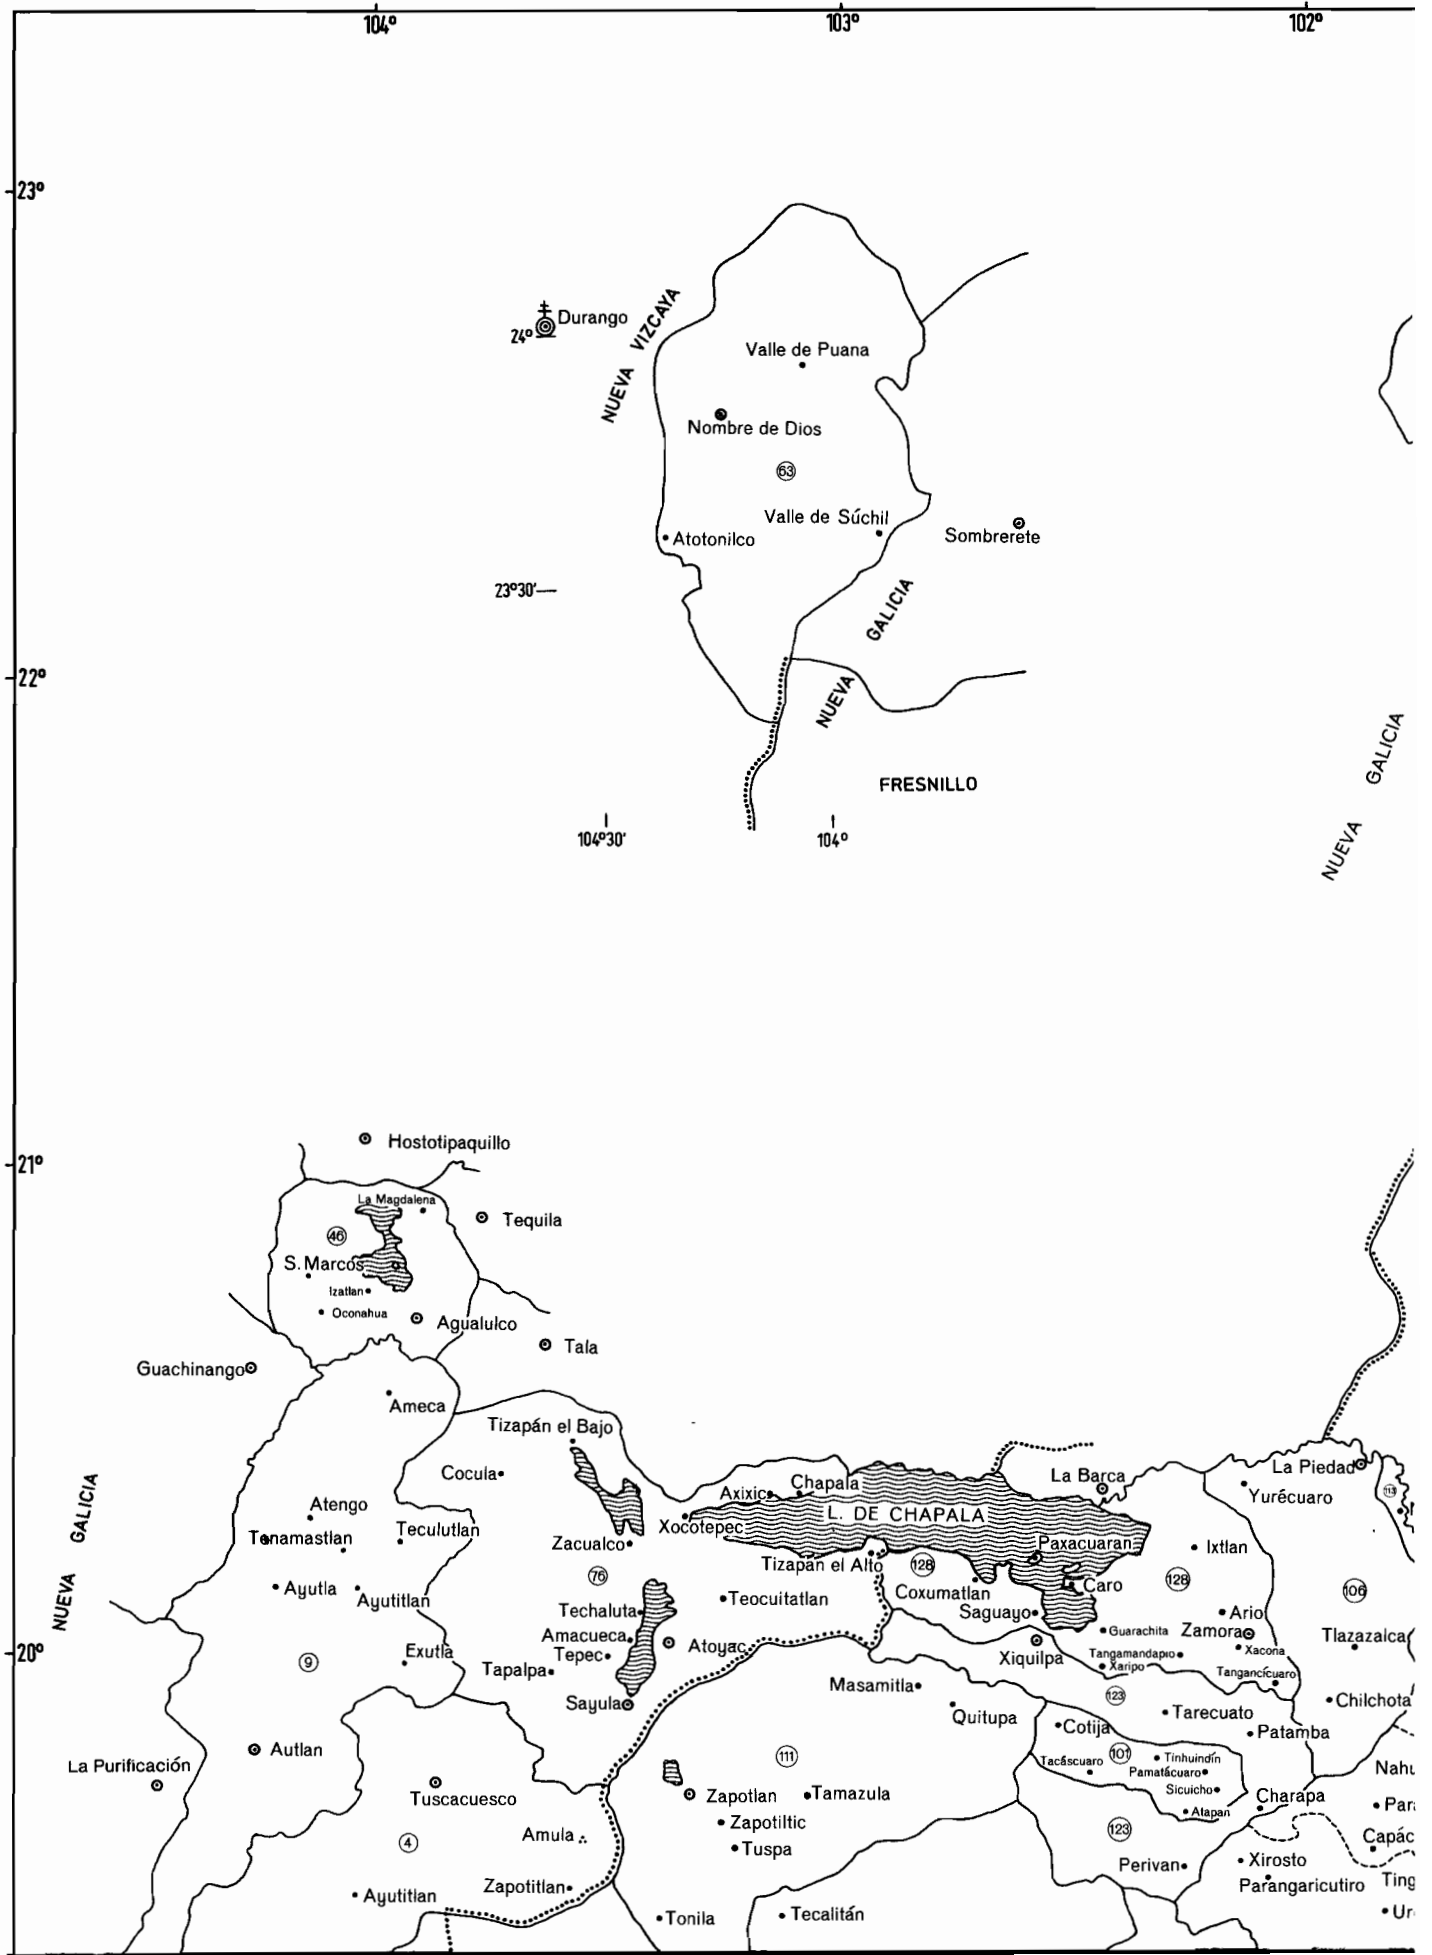 104°
103°
102°
23°
Durango
24°
NUEVA VIZCAYA
Valle de Puana
Nombre de Dios
63
Valle de Súchil
Atotonilco
Sombrerete
23°30'
GALICIA
NUEVA
22°
FRESNILLO
104°30'
104°
NUEVA GALICIA
Hostotipaquillo
21°
La Magdalena
Tequila
46
S. Marcos
Izatlan
Oconahua
Agualulco
Tala
Guachinango
Ameca
Tizapán el Bajo
Cocula
Axixic
Chapala
La Barca
La Piedad
Yurécuaro
113
NUEVA GALICIA
Atengo
Tenamastlan
Teculutlan
Xocotepec
L. DE CHAPALA
Zacualco
Tizapán el Alto
Paxacuaran
Ixtlan
76
128
128
106
Ayutla
Ayutitlan
Teocuitatlan
Coxumatlan
Caro
Techaluta
Saguayo
Ario
Amacueca
Atoyac
Guarachita
Zamora
Tlazazalca
Exutla
Tepec
Xiquilpa
Tangamandapio
Xacona
20°
9
Tapalpa
Xaripo
Tangancícuaro
Masamitla
123
Sayula
Quitupa
Tarecuato
Chilchota
Cotija
Patamba
Autlan
111
101
Tinhuindín
La Purificación
Tacáscuaro
Pamatácuaro
Nahu
Tuscacuesco
Zapotlan
Tamazula
Sicuicho
Charapa
Par
Zapotiltic
Atapan
Amula
4
123
Capác
Tuspa
Perivan
Xirosto
Ayutitlan
Zapotitlan
Parangaricutiro
Ting
Tonila
Tecalitán
Ur